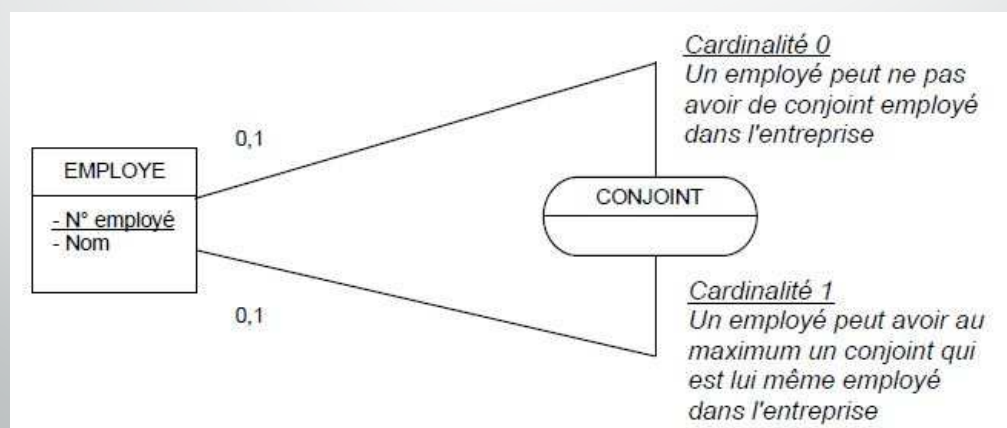 Cardinalité 0
Un employé peut ne pas
avoir de conjoint employé
dans l'entreprise
0,1
EMPLOYE
- N° employé
- Nom
CONJOINT
0,1
Cardinalité 1
Un employé peut avoir au
maximum un conjoint qui
est lui même employé
dans l'entreprise